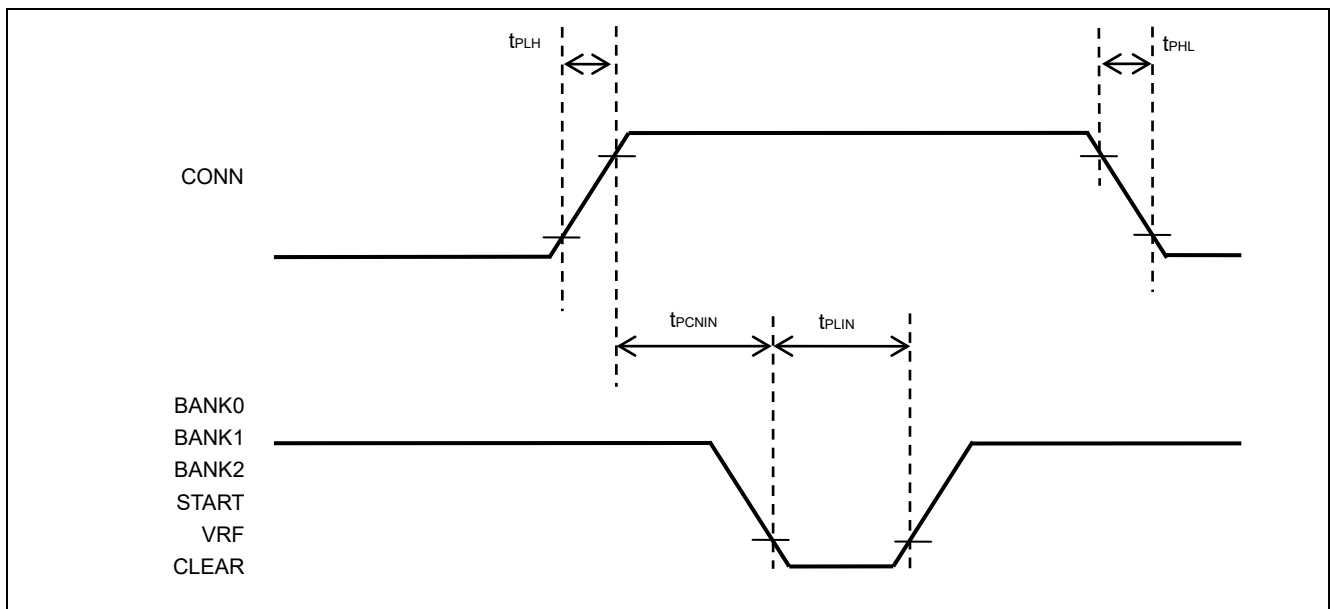 tPLH
tPHL
CONN
tPCNIN
tPLIN
BANK0
BANK1
BANK2
START
VRF
CLEAR